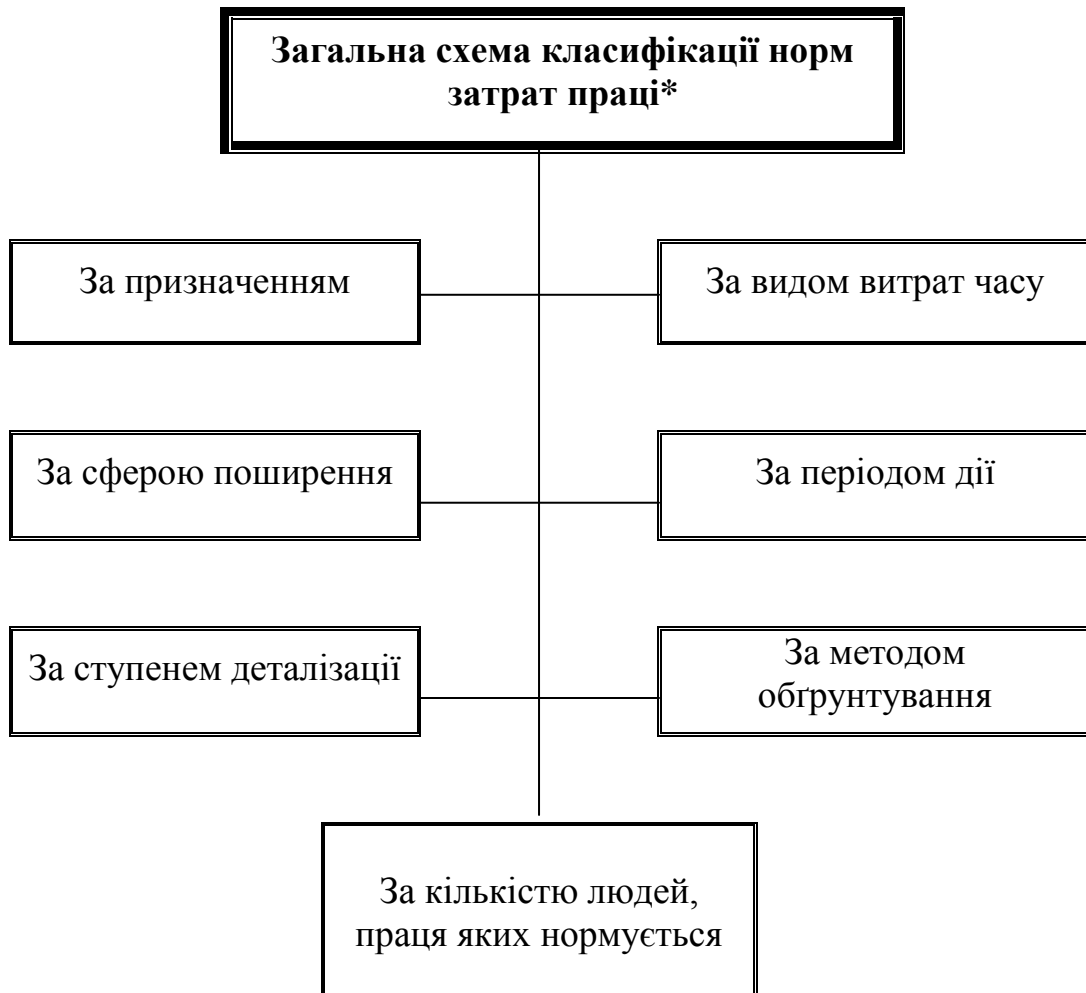 Загальна схема класифікації норм
затрат праці*
За призначенням
За видом витрат часу
За сферою поширення
За періодом дії
За ступенем деталізації
За методом
обґрунтування
За кількістю людей,
праця яких нормується